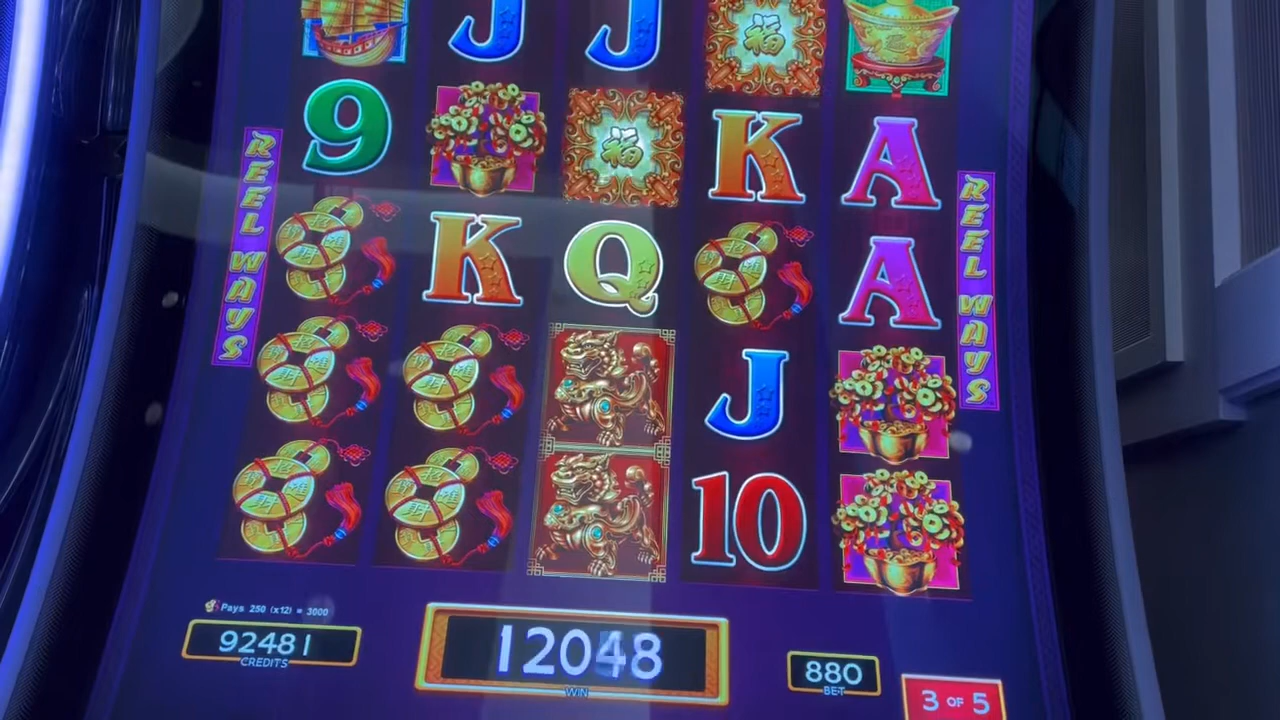 J J 福
9 福 K A
REEL WAYS
K Q A
REEL WAYS
J
10
Pays 250 (x12) = 3000
92481
CREDITS
12048
WIN
880
BET
3 OF 5